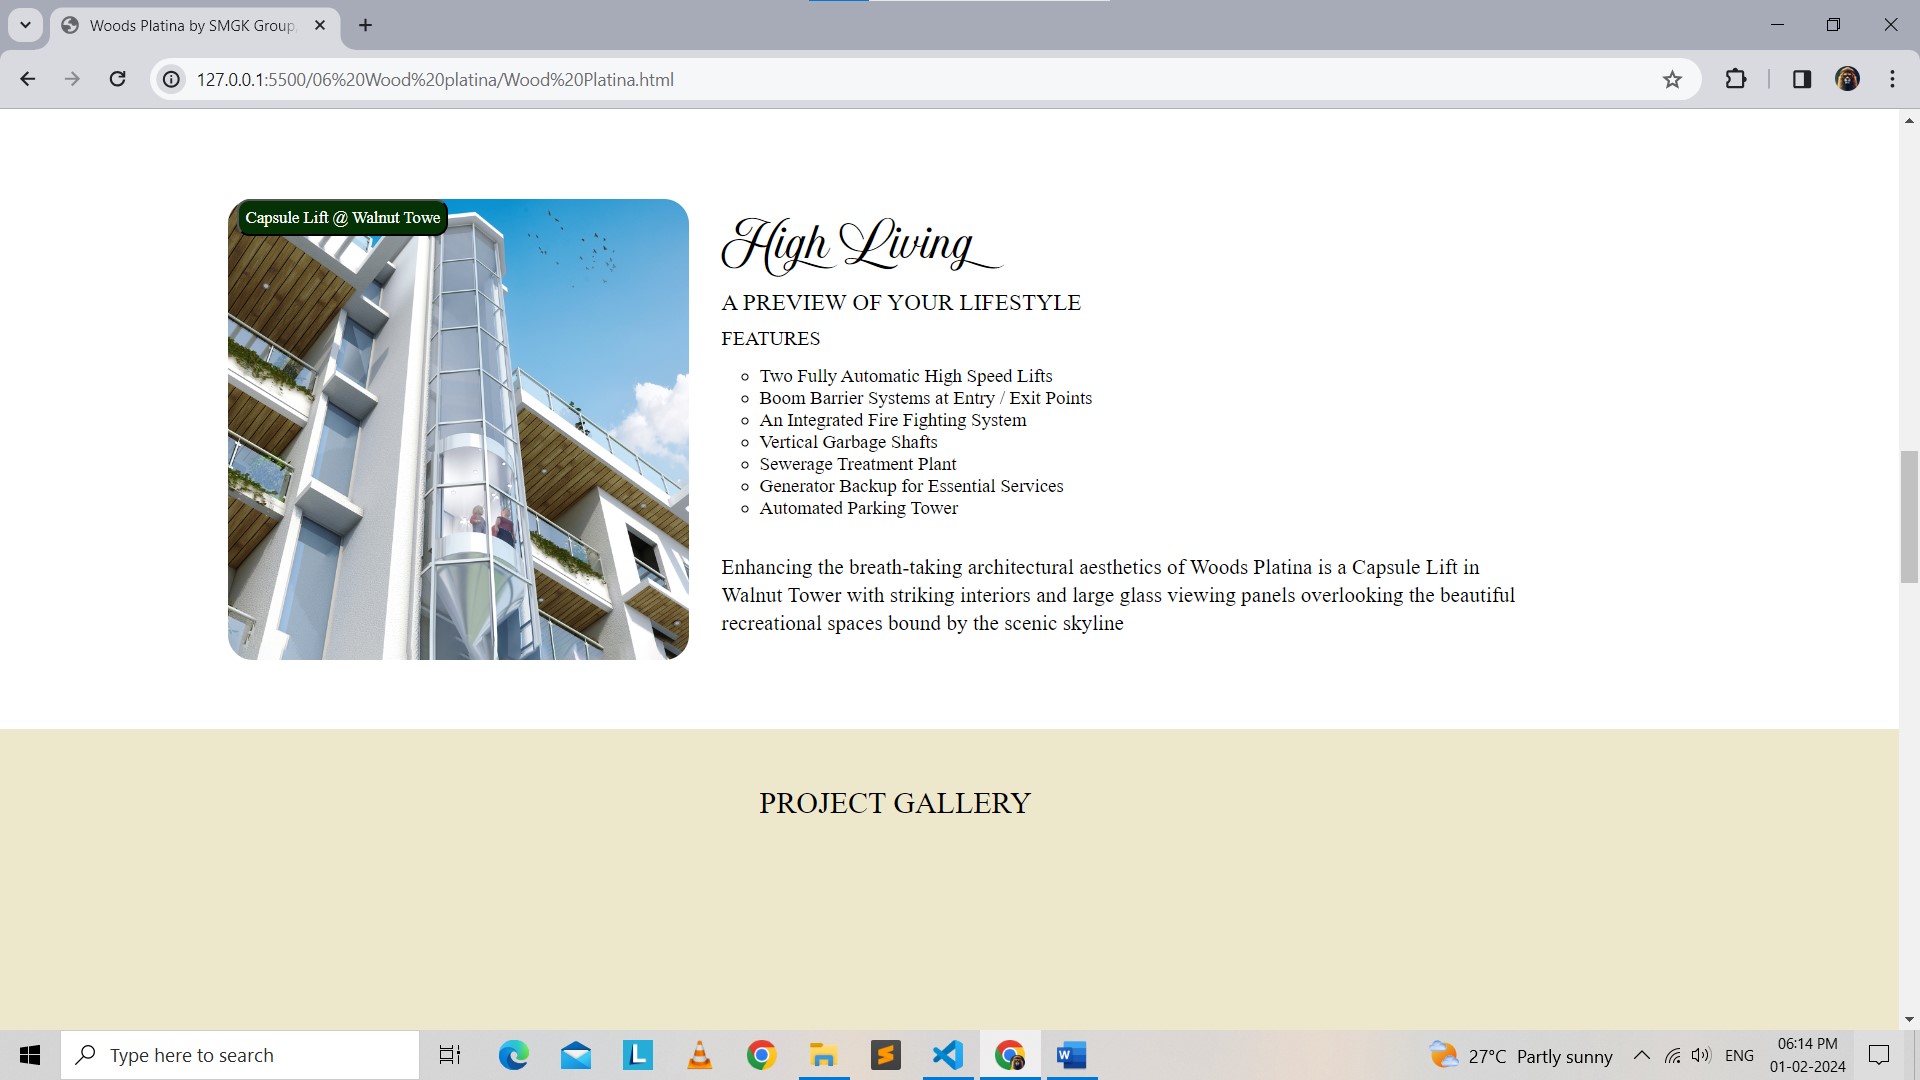 Woods Platina by SMGK Group,
127.0.0.1:5500/06%20Wood%20platina/Wood%20Platina.html
Capsule Lift @ Walnut Towe
High Living
A PREVIEW OF YOUR LIFESTYLE
FEATURES
Two Fully Automatic High Speed Lifts
Boom Barrier Systems at Entry / Exit Points
An Integrated Fire Fighting System
Vertical Garbage Shafts
Sewerage Treatment Plant
Generator Backup for Essential Services
Automated Parking Tower
Enhancing the breath-taking architectural aesthetics of Woods Platina is a Capsule Lift in
Walnut Tower with striking interiors and large glass viewing panels overlooking the beautiful
recreational spaces bound by the scenic skyline
PROJECT GALLERY
Type here to search
L
S
W
27°C Partly sunny
ENG
06:14 PM
01-02-2024